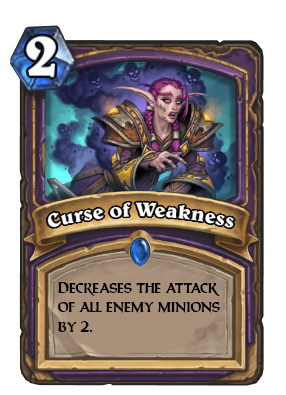 2
Curse of Weakness
Decreases the attack
of all enemy minions
by 2.